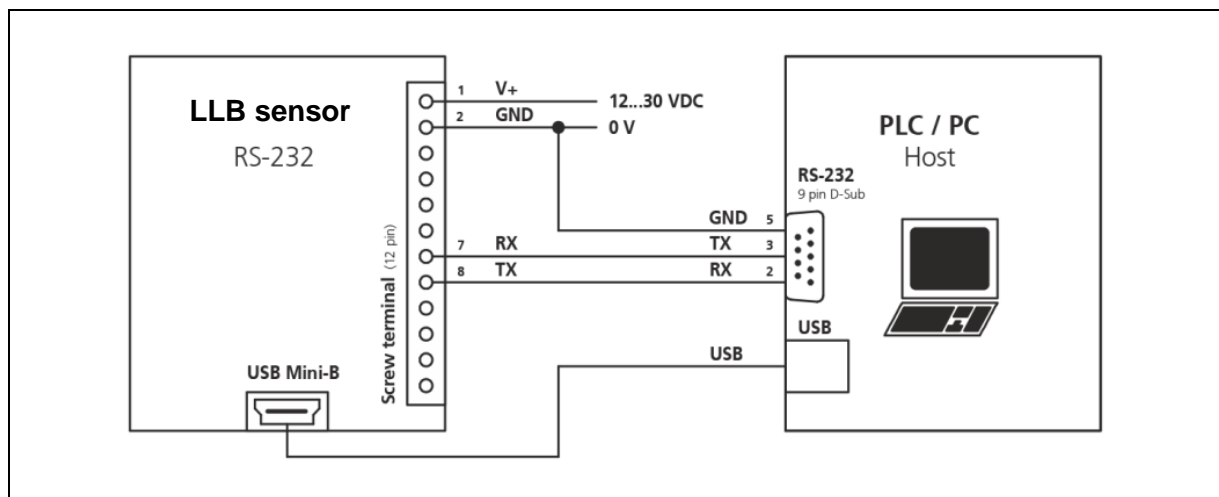 LLB sensor
RS-232
Screw terminal (12 pin)
1 V+
12...30 VDC
2 GND
0 V
7 RX
8 TX
USB Mini-B
PLC / PC
Host
RS-232
9 pin D-Sub
GND 5
TX 3
RX 2
USB
USB